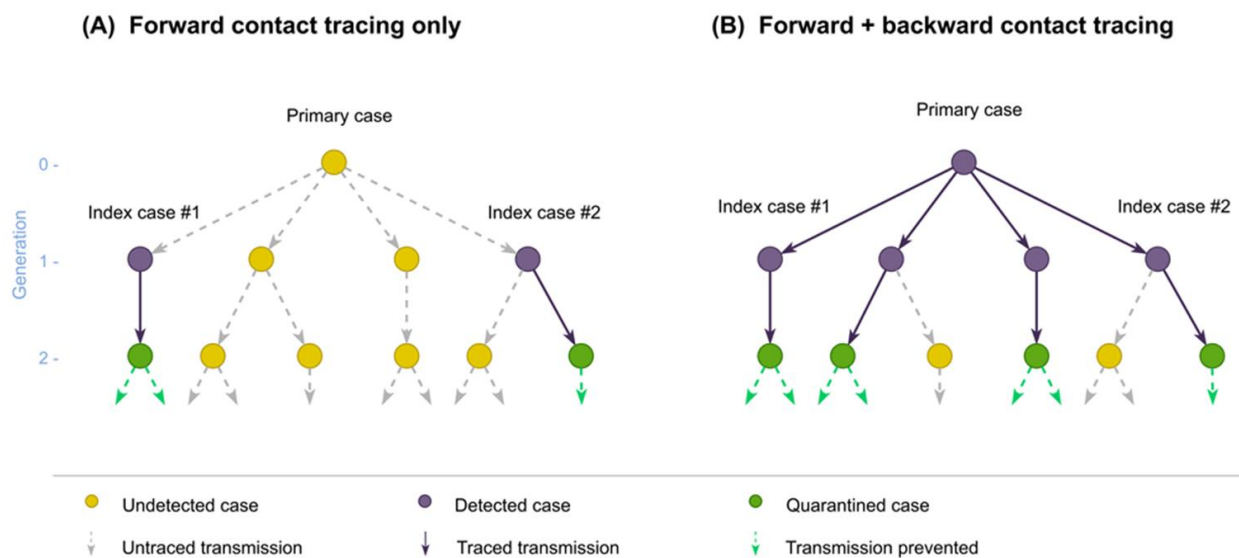 (A) Forward contact tracing only
(B) Forward + backward contact tracing
Primary case
Primary case
0 -
Index case #1
Index case #2
Index case #1
Index case #2
Generation
1 -
2 -
Undetected case
Detected case
Quarantined case
Untraced transmission
Traced transmission
Transmission prevented